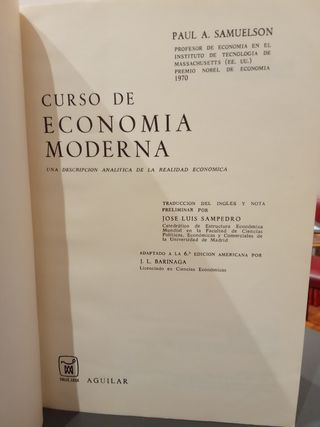 PAUL A. SAMUELSON
PROFESOR DE ECONOMIA EN EL
INSTITUTO DE TECNOLOGIA DE
MASSACHUSETTS (EE. UU.)
PREMIO NOBEL DE ECONOMIA
1970
CURSO DE
ECONOMIA
MODERNA
UNA DESCRIPCION ANALITICA DE LA REALIDAD ECONOMICA
TRADUCCION DEL INGLES Y NOTA
PRELIMINAR POR
JOSE LUIS SAMPEDRO
Catedrático de Estructura Económica
Mundial en la Facultad de Ciencias
Políticas, Económicas y Comerciales de
la Universidad de Madrid
ADAPTADO A LA 6.ª EDICION AMERICANA POR
J. L. BARINAGA
Licenciado en Ciencias Económicas
AGUILAR